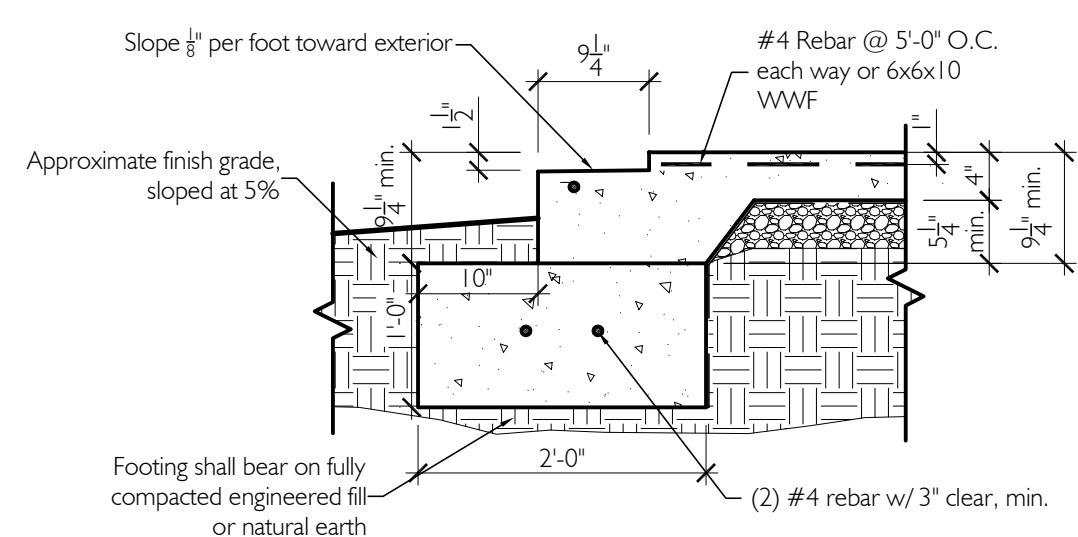 Slope 1/8" per foot toward exterior
9 1/4"
#4 Rebar @ 5'-0" O.C.
each way or 6x6x10
WWF
1 1/2"
1"
Approximate finish grade,
sloped at 5%
9 1/4" min.
4"
5 1/4"
min.
9 1/4" min.
10"
1'-0"
2'-0"
Footing shall bear on fully
compacted engineered fill
or natural earth
(2) #4 rebar w/ 3" clear, min.